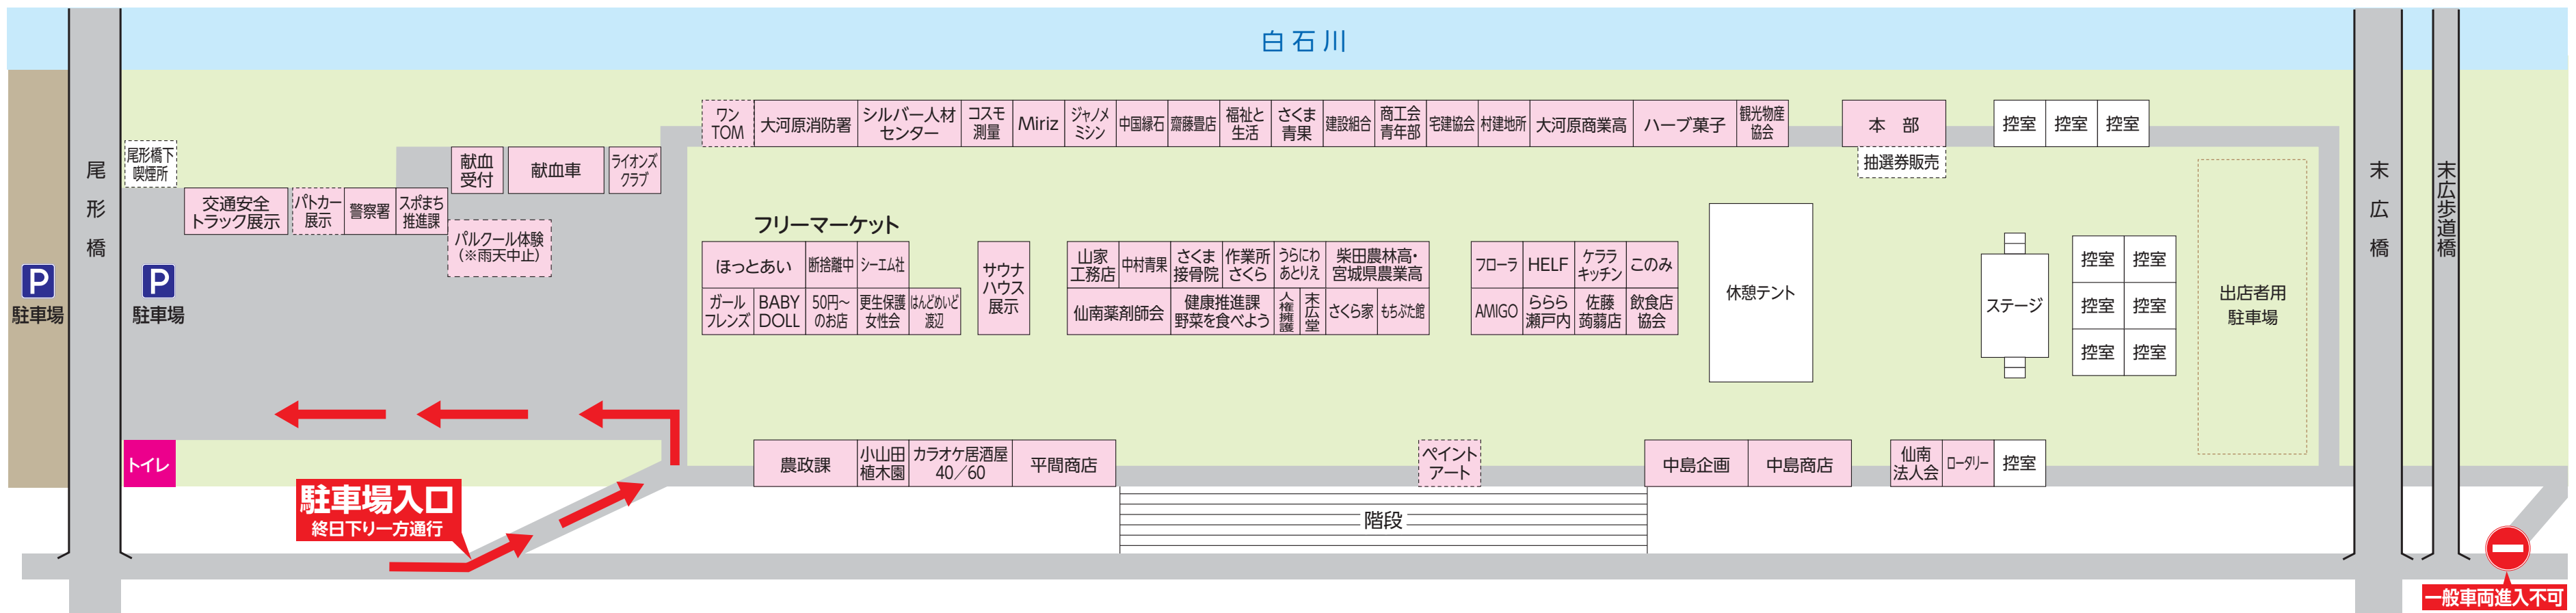 白石川
尾形橋
末広橋
末広歩道橋
尾形橋下
喫煙所
交通安全
トラック展示
パトカー
展示
警察署
スポまち
推進課
献血
受付
献血車
ライオンズ
クラブ
パルクール体験
（※雨天中止）
P
駐車場
P
駐車場
ワン
TOM
大河原消防署
シルバー人材
センター
コスモ
測量
Miriz
ジャノメ
ミシン
中国縁石
齋藤畳店
福祉と
生活
さくま
青果
建設組合
商工会
青年部
宅建協会
村建地所
大河原商業高
ハーブ菓子
観光物産
協会
本 部
抽選券販売
控室
控室
控室
フリーマーケット
ほっとあい
断捨離中
シーエム社
ガール
フレンズ
BABY
DOLL
50円～
のお店
更生保護
女性会
はんどめいど
渡辺
サウナ
ハウス
展示
山家
工務店
中村青果
さくま
接骨院
作業所
さくら
うらにわ
あとりえ
柴田農林高・
宮城県農業高
仙南薬剤師会
健康推進課
野菜を食べよう
人権擁護
末広堂
さくら家
もちぶた館
フローラ
HELF
ケララ
キッチン
このみ
AMIGO
ららら
瀬戸内
佐藤
蒟蒻店
飲食店
協会
休憩テント
ステージ
控室
控室
控室
控室
控室
控室
出店者用
駐車場
トイレ
農政課
小山田
植木園
カラオケ居酒屋
40／60
平間商店
ペイント
アート
中島企画
中島商店
仙南
法人会
ロータリー
控室
駐車場入口
終日下り一方通行
階段
一般車両進入不可